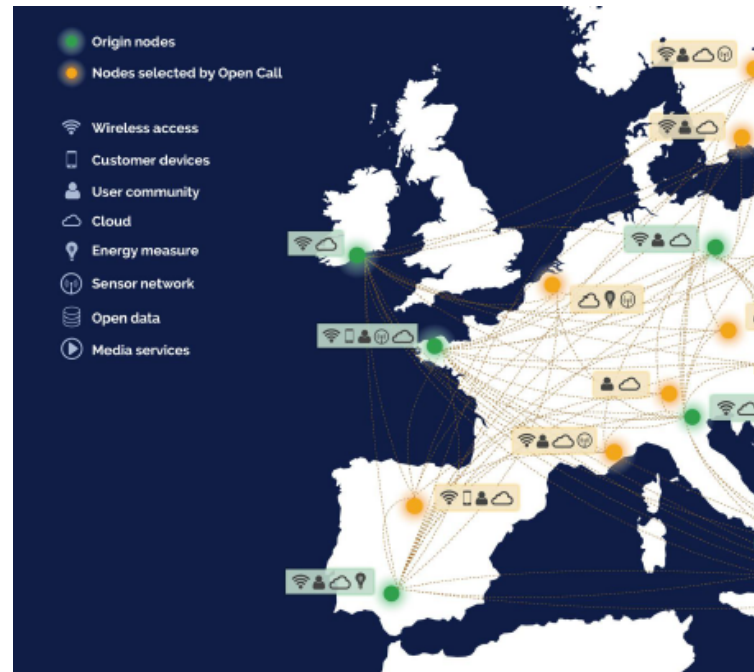 Origin nodes
Nodes selected by Open Call
Wireless access
Customer devices
User community
Cloud
Energy measure
Sensor network
Open data
Media services